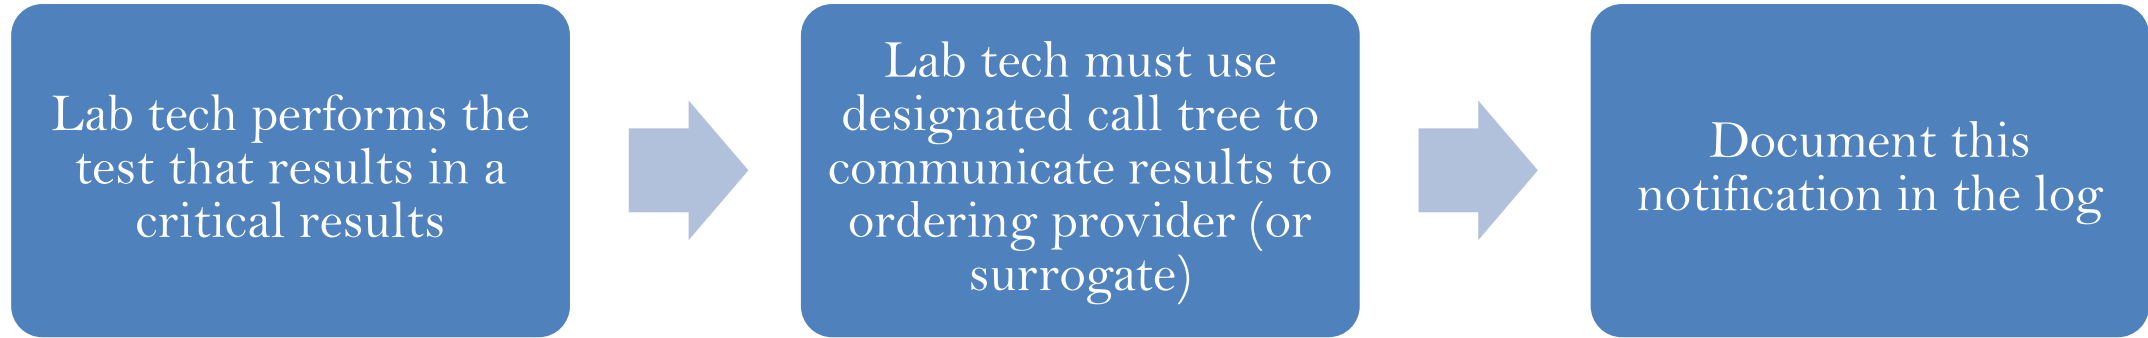 Lab tech performs the
test that results in a
critical results
Lab tech must use
designated call tree to
communicate results to
ordering provider (or
surrogate)
Document this
notification in the log